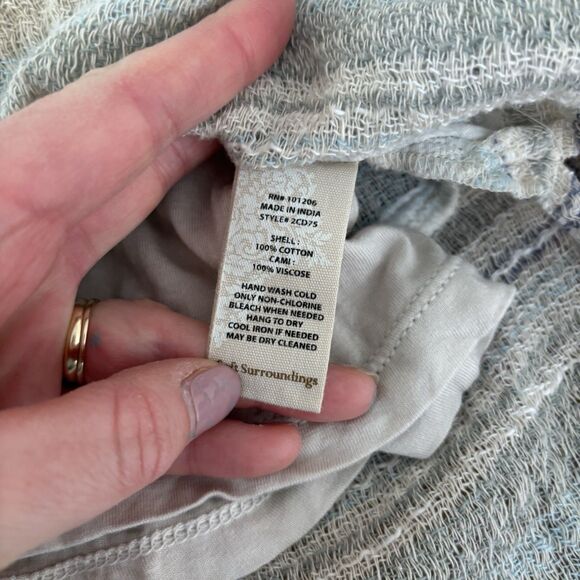 RN# 101206
MADE IN INDIA
STYLE# 2CD75
SHELL :
100% COTTON
CAMI :
100% VISCOSE
HAND WASH COLD
ONLY NON-CHLORINE
BLEACH WHEN NEEDED
HANG TO DRY
COOL IRON IF NEEDED
MAY BE DRY CLEANED
Soft Surroundings